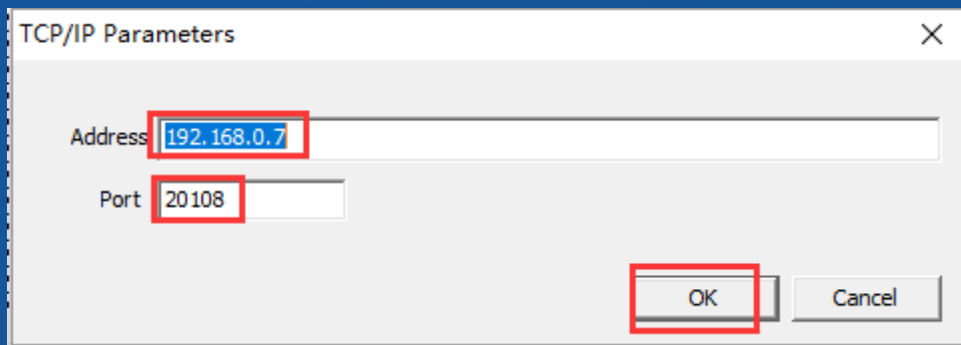 TCP/IP Parameters
Address 192.168.0.7
Port 20108
OK Cancel